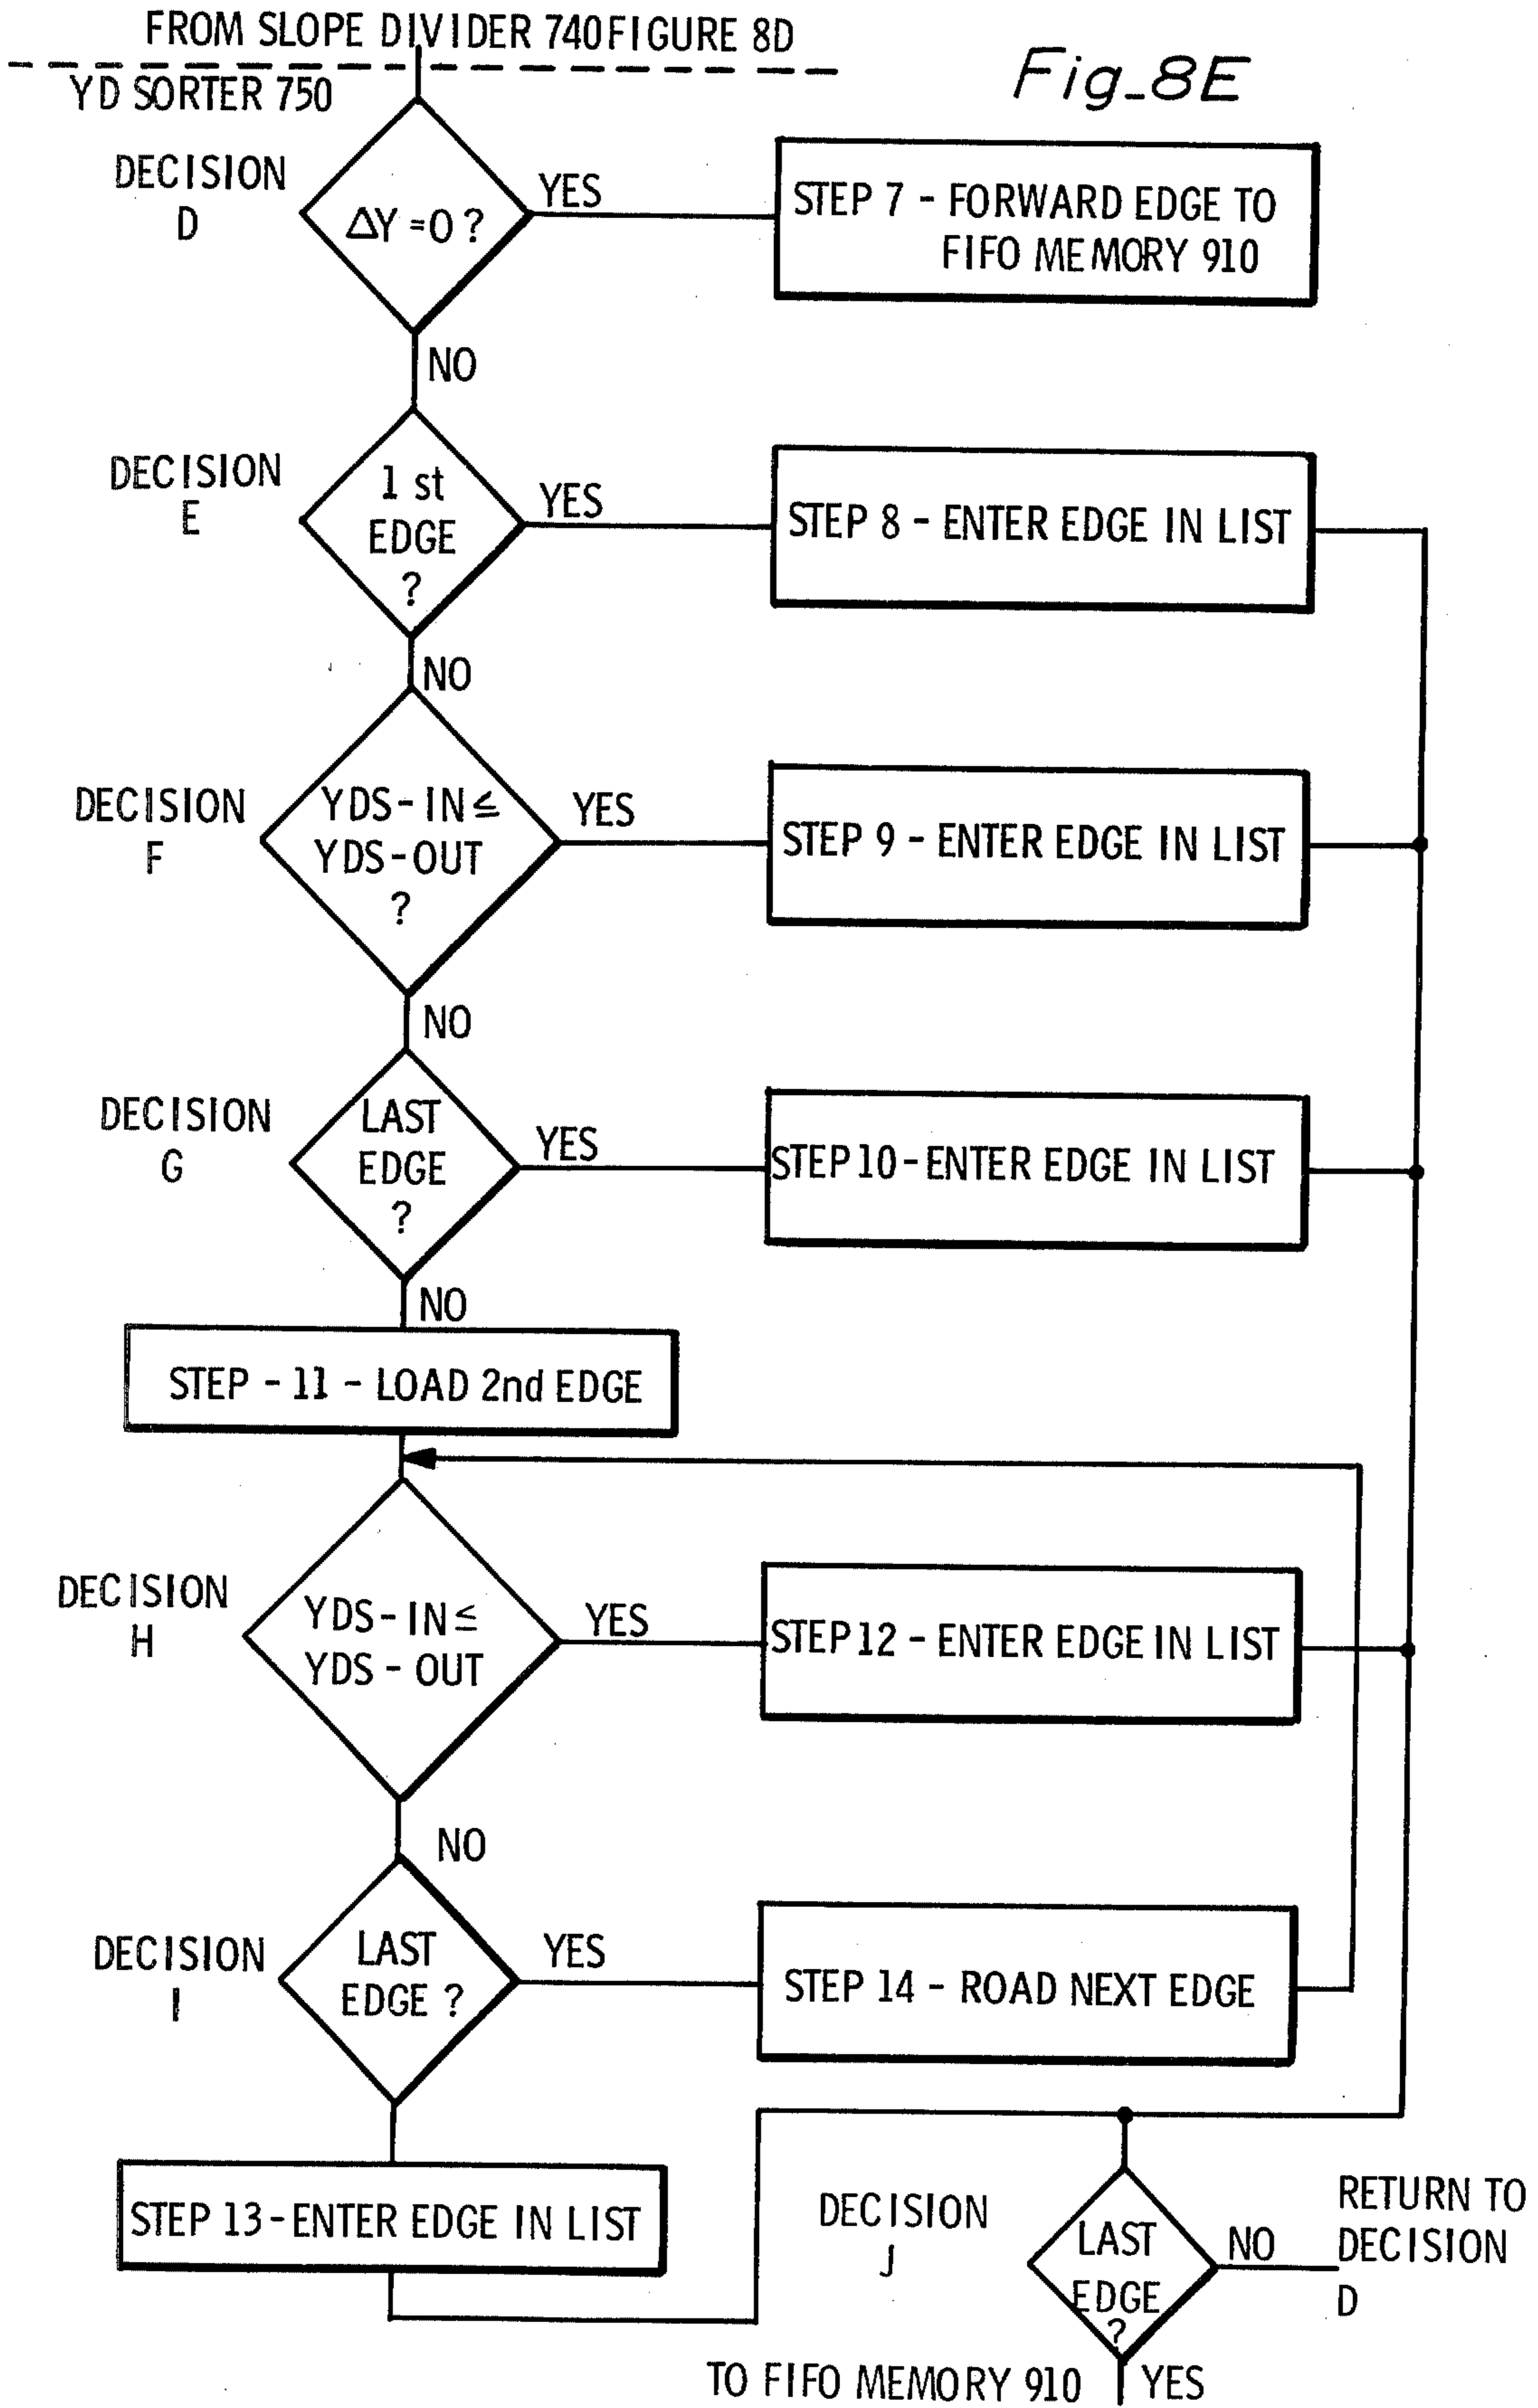 FROM SLOPE DIVIDER 740 FIGURE 8D
Fig_8E
YD SORTER 750
DECISION
D
ΔY = 0 ?
YES
STEP 7 - FORWARD EDGE TO
FIFO MEMORY 910
NO
DECISION
E
1 st
EDGE
?
YES
STEP 8 - ENTER EDGE IN LIST
NO
DECISION
F
YDS-IN ≤
YDS-OUT
?
YES
STEP 9 - ENTER EDGE IN LIST
NO
DECISION
G
LAST
EDGE
?
YES
STEP 10 - ENTER EDGE IN LIST
NO
STEP - 11 - LOAD 2nd EDGE
DECISION
H
YDS-IN ≤
YDS - OUT
YES
STEP 12 - ENTER EDGE IN LIST
NO
DECISION
I
LAST
EDGE ?
YES
STEP 14 - ROAD NEXT EDGE
STEP 13 - ENTER EDGE IN LIST
DECISION
J
LAST
EDGE
?
NO
RETURN TO
DECISION
D
TO FIFO MEMORY 910
YES